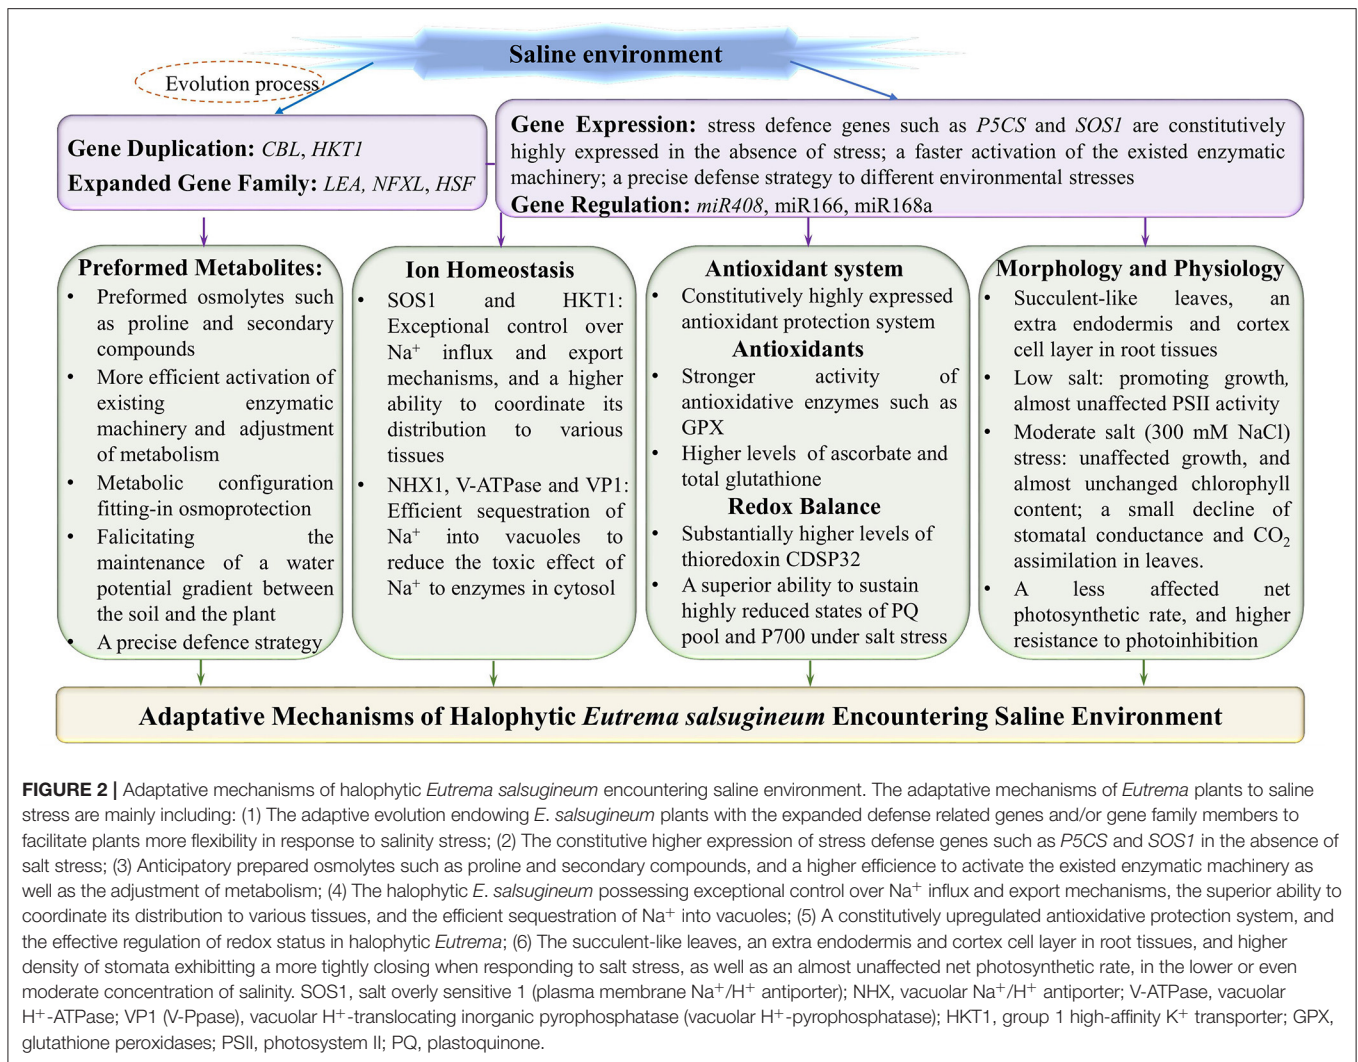 Saline environment
Evolution process
Gene Duplication: CBL, HKT1
Expanded Gene Family: LEA, NFXL, HSF
Gene Expression: stress defence genes such as P5CS and SOS1 are constitutively
highly expressed in the absence of stress; a faster activation of the existed enzymatic
machinery; a precise defense strategy to different environmental stresses
Gene Regulation: miR408, miR166, miR168a
Preformed Metabolites:
• Preformed osmolytes such
as proline and secondary
compounds
• More efficient activation of
existing enzymatic
machinery and adjustment
of metabolism
• Metabolic configuration
fitting-in osmoprotection
• Falicitating the
maintenance of a water
potential gradient between
the soil and the plant
• A precise defence strategy
Ion Homeostasis
• SOS1 and HKT1:
Exceptional control over
Na⁺ influx and export
mechanisms, and a higher
ability to coordinate its
distribution to various
tissues
• NHX1, V-ATPase and VP1:
Efficient sequestration of
Na⁺ into vacuoles to
reduce the toxic effect of
Na⁺ to enzymes in cytosol
Antioxidant system
• Constitutively highly expressed
antioxidant protection system
Antioxidants
• Stronger activity of
antioxidative enzymes such as
GPX
• Higher levels of ascorbate and
total glutathione
Redox Balance
• Substantially higher levels of
thioredoxin CDSP32
• A superior ability to sustain
highly reduced states of PQ
pool and P700 under salt stress
Morphology and Physiology
• Succulent-like leaves, an
extra endodermis and cortex
cell layer in root tissues
• Low salt: promoting growth,
almost unaffected PSII activity
• Moderate salt (300 mM NaCl)
stress: unaffected growth, and
almost unchanged chlorophyll
content; a small decline of
stomatal conductance and CO₂
assimilation in leaves.
• A less affected net
photosynthetic rate, and higher
resistance to photoinhibition
Adaptative Mechanisms of Halophytic Eutrema salsugineum Encountering Saline Environment
FIGURE 2 | Adaptative mechanisms of halophytic Eutrema salsugineum encountering saline environment. The adaptative mechanisms of Eutrema plants to saline
stress are mainly including: (1) The adaptive evolution endowing E. salsugineum plants with the expanded defense related genes and/or gene family members to
facilitate plants more flexibility in response to salinity stress; (2) The constitutive higher expression of stress defense genes such as P5CS and SOS1 in the absence of
salt stress; (3) Anticipatory prepared osmolytes such as proline and secondary compounds, and a higher efficience to activate the existed enzymatic machinery as
well as the adjustment of metabolism; (4) The halophytic E. salsugineum possessing exceptional control over Na⁺ influx and export mechanisms, the superior ability to
coordinate its distribution to various tissues, and the efficient sequestration of Na⁺ into vacuoles; (5) A constitutively upregulated antioxidative protection system, and
the effective regulation of redox status in halophytic Eutrema; (6) The succulent-like leaves, an extra endodermis and cortex cell layer in root tissues, and higher
density of stomata exhibitting a more tightly closing when responding to salt stress, as well as an almost unaffected net photosynthetic rate, in the lower or even
moderate concentration of salinity. SOS1, salt overly sensitive 1 (plasma membrane Na⁺/H⁺ antiporter); NHX, vacuolar Na⁺/H⁺ antiporter; V-ATPase, vacuolar
H⁺-ATPase; VP1 (V-Ppase), vacuolar H⁺-translocating inorganic pyrophosphatase (vacuolar H⁺-pyrophosphatase); HKT1, group 1 high-affinity K⁺ transporter; GPX,
glutathione peroxidases; PSII, photosystem II; PQ, plastoquinone.